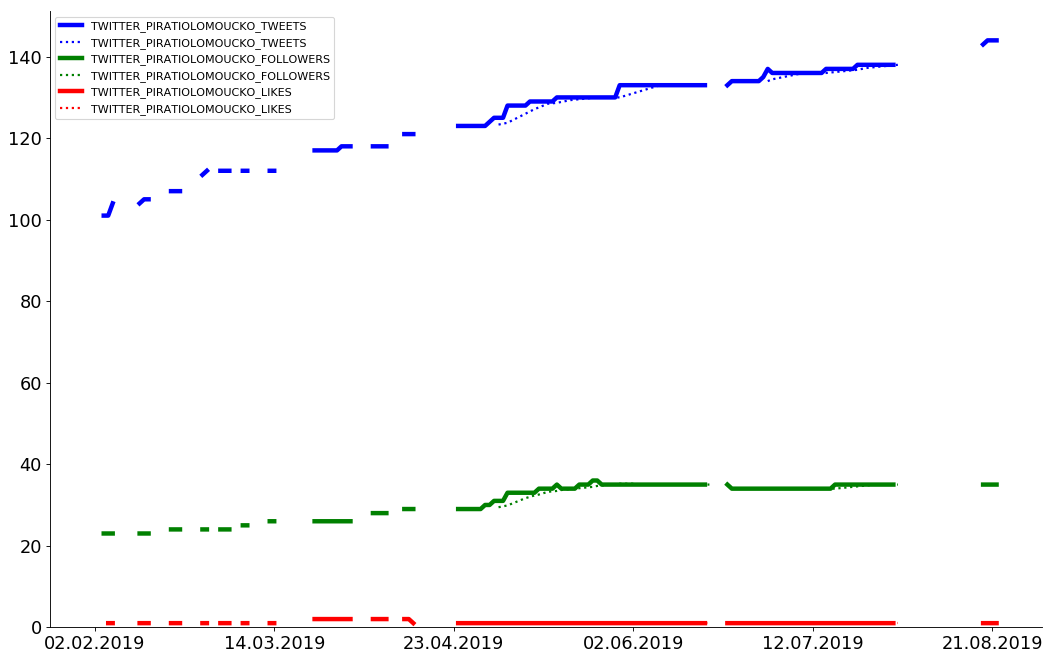 TWITTER_PIRATIOLOMOUCKO_TWEETS
TWITTER_PIRATIOLOMOUCKO_TWEETS
TWITTER_PIRATIOLOMOUCKO_FOLLOWERS
TWITTER_PIRATIOLOMOUCKO_FOLLOWERS
TWITTER_PIRATIOLOMOUCKO_LIKES
TWITTER_PIRATIOLOMOUCKO_LIKES
140
120
100
80
60
40
20
0
02.02.2019 14.03.2019 23.04.2019 02.06.2019 12.07.2019 21.08.2019